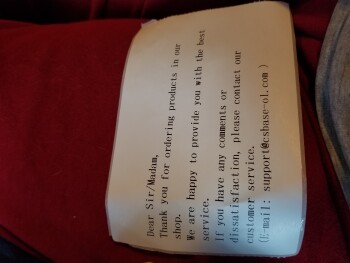 Dear Sir/Madam,
Thank you for ordering products in our
shop.
We are happy to provide you with the best
service.
If you have any comments or
dissatisfaction, please contact our
customer service.
(E-mail: support@cshase-ol.com)